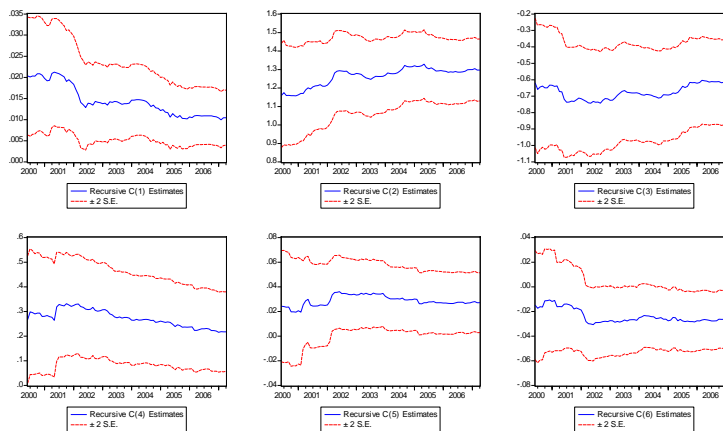 .035
.030
.025
.020
.015
.010
.005
.000
2000 2001 2002 2003 2004 2005 2006
Recursive C(1) Estimates
± 2 S.E.
1.6
1.5
1.4
1.3
1.2
1.1
1.0
0.9
0.8
2000 2001 2002 2003 2004 2005 2006
Recursive C(2) Estimates
± 2 S.E.
-0.2
-0.3
-0.4
-0.5
-0.6
-0.7
-0.8
-0.9
-1.0
-1.1
2000 2001 2002 2003 2004 2005 2006
Recursive C(3) Estimates
± 2 S.E.
.6
.5
.4
.3
.2
.1
.0
2000 2001 2002 2003 2004 2005 2006
Recursive C(4) Estimates
± 2 S.E.
.08
.06
.04
.02
.00
-.02
-.04
2000 2001 2002 2003 2004 2005 2006
Recursive C(5) Estimates
± 2 S.E.
.04
.02
.00
-.02
-.04
-.06
-.08
2000 2001 2002 2003 2004 2005 2006
Recursive C(6) Estimates
± 2 S.E.